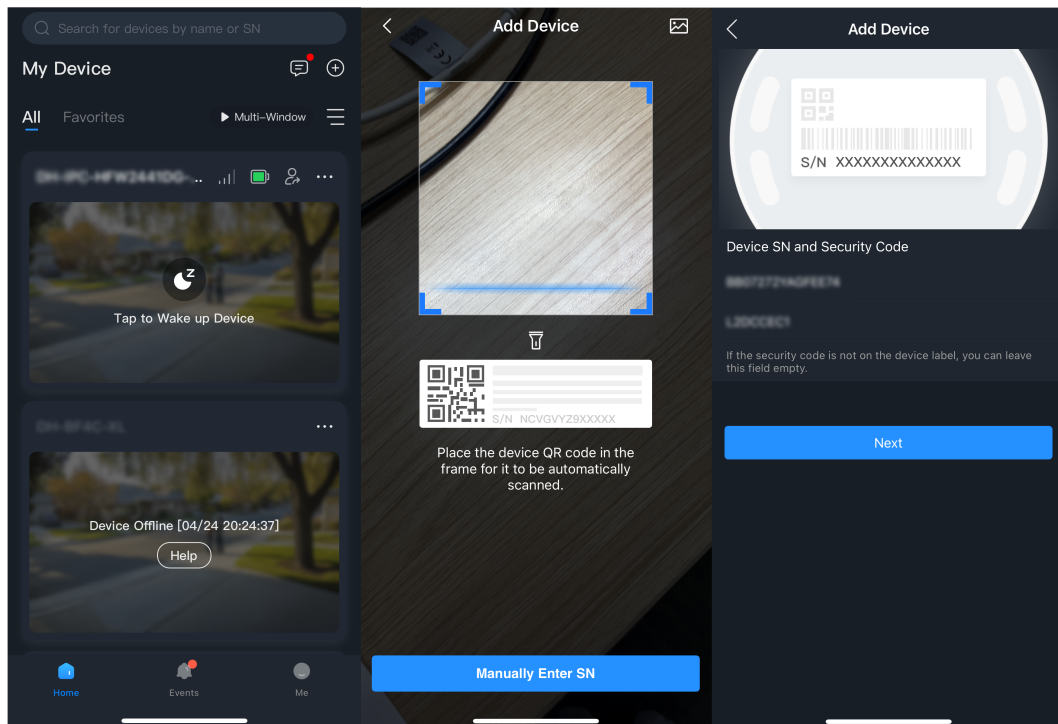 Search for devices by name or SN
My Device
All
Favorites
Multi-Window
Tap to Wake up Device
Device Offline [04/24 20:24:37]
Help
Home
Events
Me
Add Device
S/N NCVGVYZ9XXXXX
Place the device QR code in the
frame for it to be automatically
scanned.
Manually Enter SN
Add Device
S/N XXXXXXXXXXXXXX
Device SN and Security Code
If the security code is not on the device label, you can leave
this field empty.
Next